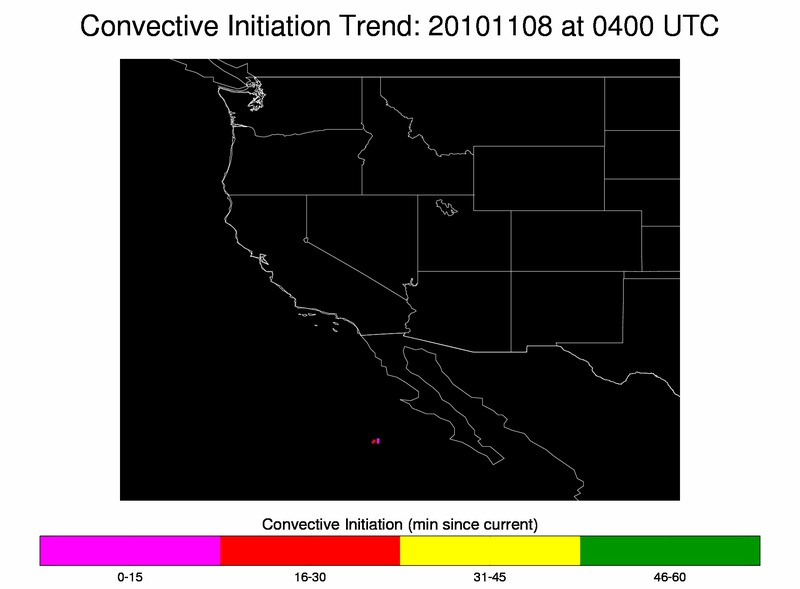 Convective Initiation Trend: 20101108 at 0400 UTC
Convective Initiation (min since current)
0-15 16-30 31-45 46-60